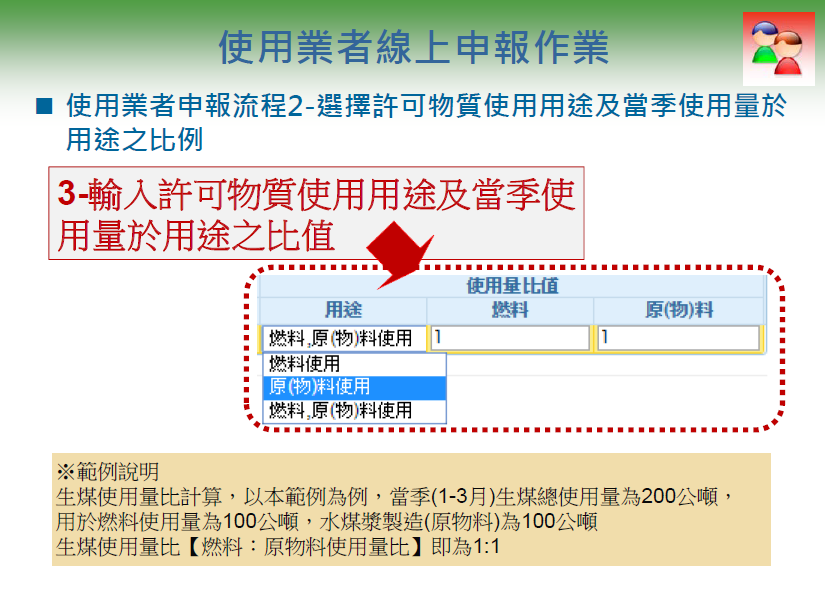 使用業者線上申報作業
■ 使用業者申報流程2-選擇許可物質使用用途及當季使用量於
用途之比例
3-輸入許可物質使用用途及當季使
用量於用途之比值
使用量比值
用途 燃料 原(物)料
燃料,原(物)料使用 1 1
燃料使用
原(物)料使用
燃料,原(物)料使用
※範例說明
生煤使用量比計算，以本範例為例，當季(1-3月)生煤總使用量為200公噸，
用於燃料使用量為100公噸，水煤漿製造(原物料)為100公噸
生煤使用量比【燃料：原物料使用量比】即為1:1